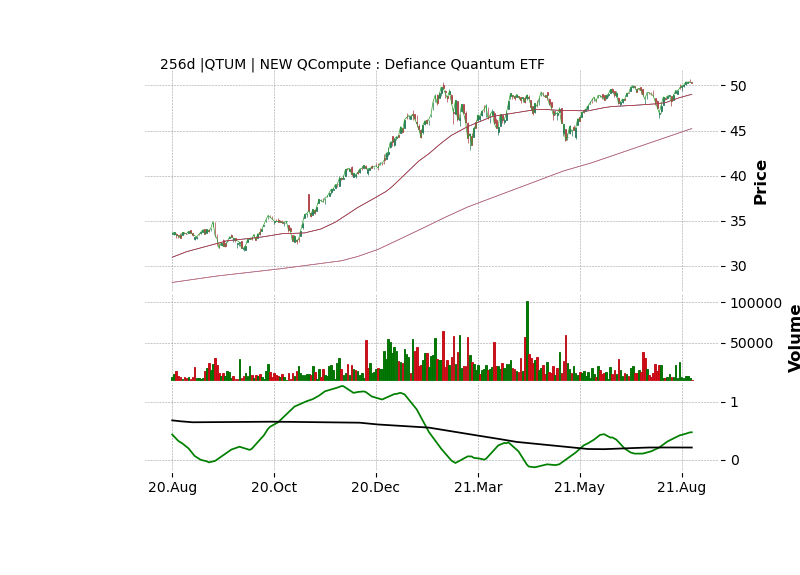 256d |QTUM | NEW QCompute : Defiance Quantum ETF
50
45
40
35
30
Price
100000
50000
Volume
1
0
20.Aug 20.Oct 20.Dec 21.Mar 21.May 21.Aug